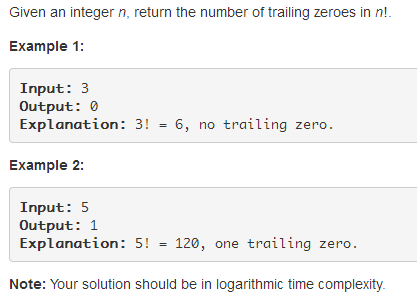 Given an integer n, return the number of trailing zeroes in n!.
Example 1:
Input: 3
Output: 0
Explanation: 3! = 6, no trailing zero.
Example 2:
Input: 5
Output: 1
Explanation: 5! = 120, one trailing zero.
Note: Your solution should be in logarithmic time complexity.